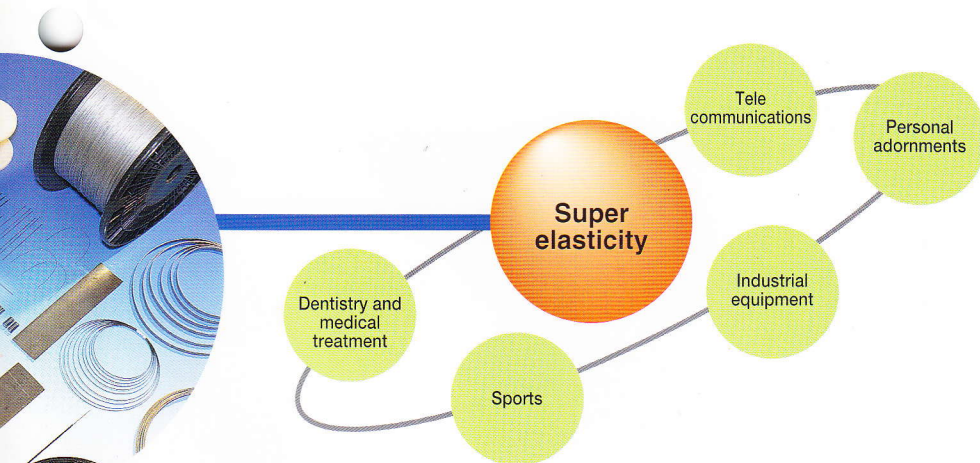 Tele
communications
Personal
adornments
Super
elasticity
Industrial
equipment
Dentistry and
medical
treatment
Sports